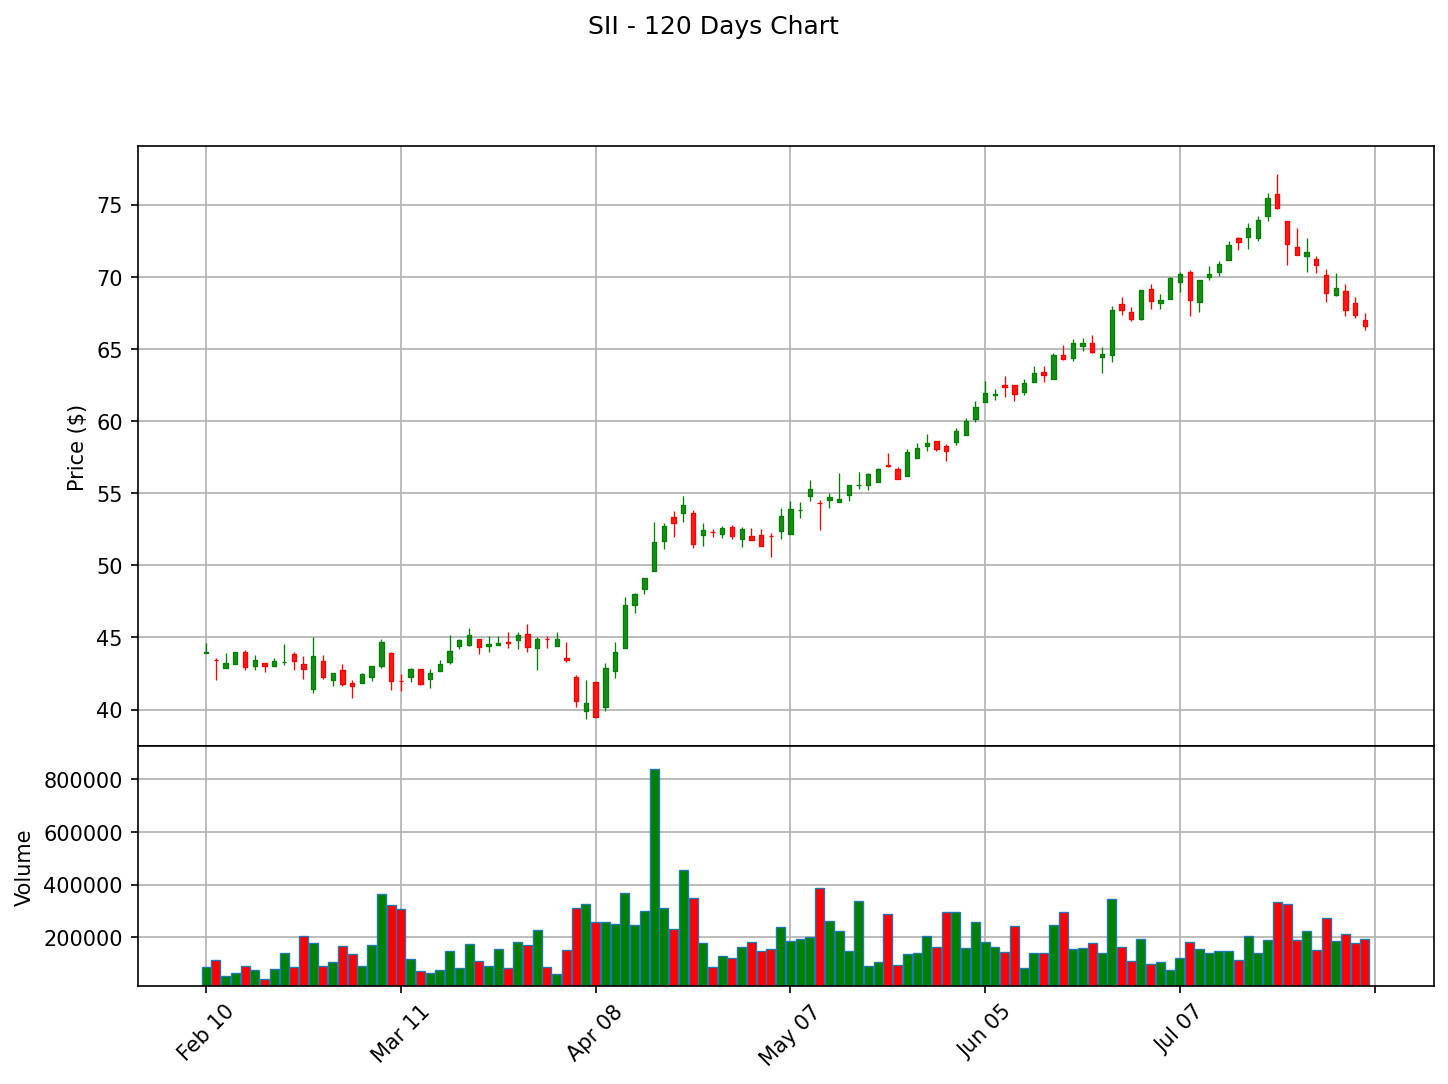 SII - 120 Days Chart
Price ($)
75
70
65
60
55
50
45
40
Volume
800000
600000
400000
200000
Feb 10
Mar 11
Apr 08
May 07
Jun 05
Jul 07